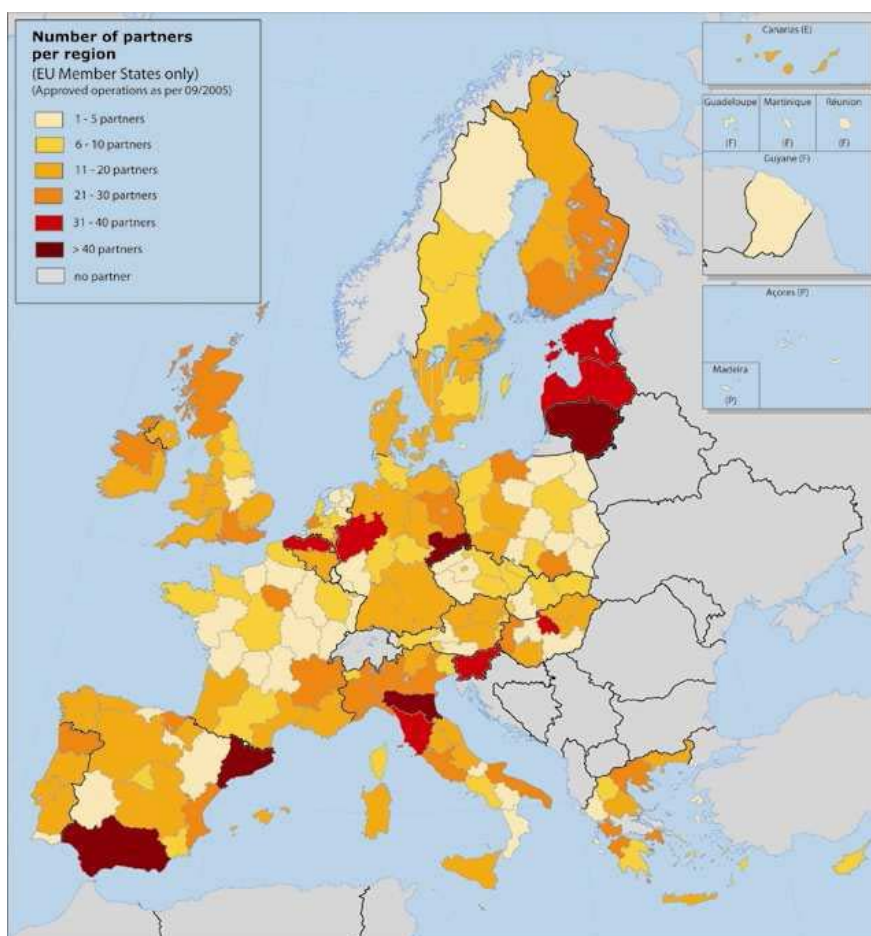 Number of partners
per region
(EU Member States only)
(Approved operations as per 09/2005)
1 - 5 partners
6 - 10 partners
11 - 20 partners
21 - 30 partners
31 - 40 partners
> 40 partners
no partner
Canarias (E)
Guadeloupe Martinique Réunion
(F) (F) (F)
Guyane (F)
Açores (P)
Madeira
(P)